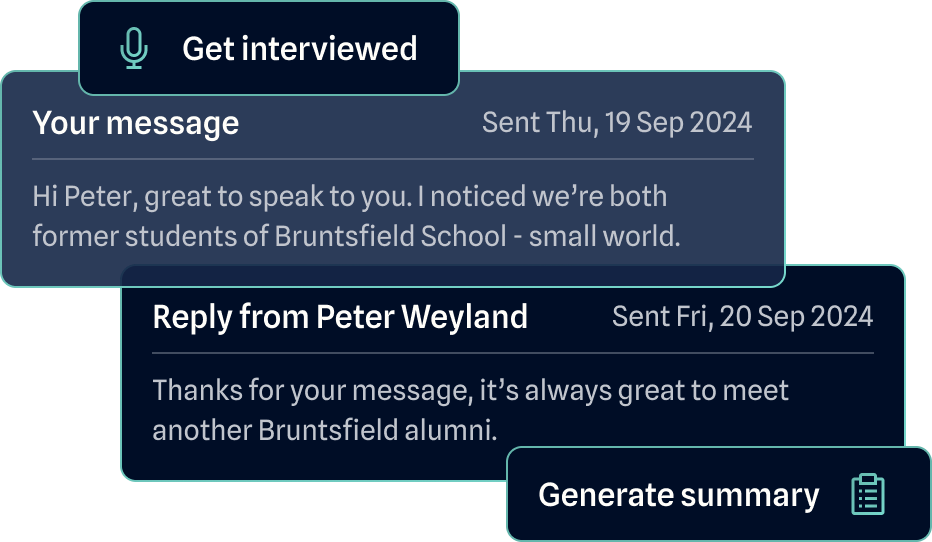 Get interviewed
Your message
Sent Thu, 19 Sep 2024
Hi Peter, great to speak to you. I noticed we’re both
former students of Bruntsfield School - small world.
Reply from Peter Weyland
Sent Fri, 20 Sep 2024
Thanks for your message, it’s always great to meet
another Bruntsfield alumni.
Generate summary